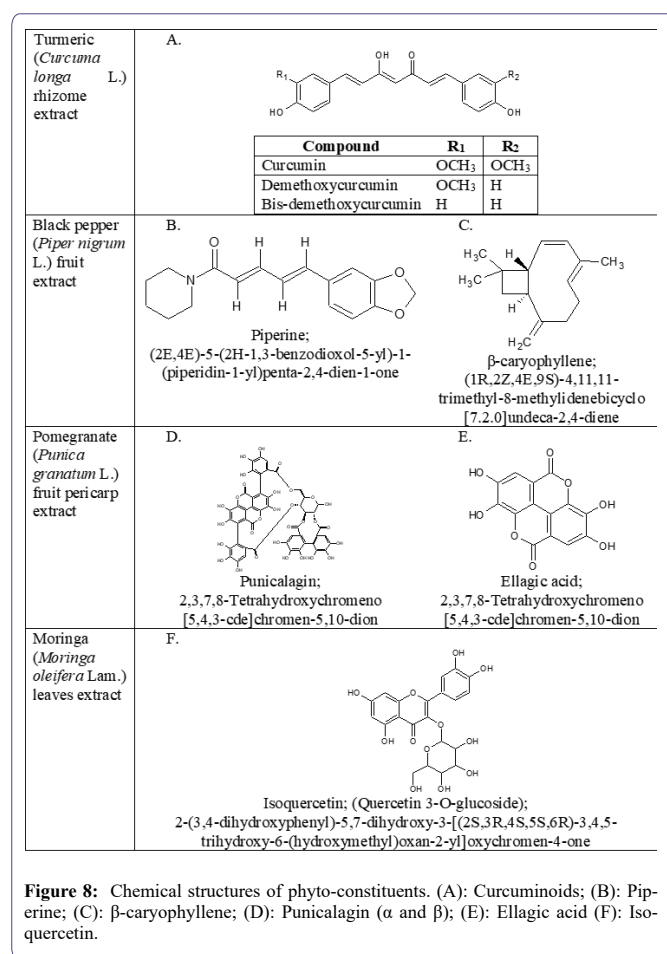 Turmeric
(Curcuma
longa L.)
rhizome
extract
A.
OH O
R1 R2
HO OH
Compound R1 R2
Curcumin OCH3 OCH3
Demethoxycurcumin OCH3 H
Bis-demethoxycurcumin H H
Black pepper
(Piper nigrum
L.) fruit
extract
B.
O H H
N O
H H O
Piperine;
(2E,4E)-5-(2H-1,3-benzodioxol-5-yl)-1-
(piperidin-1-yl)penta-2,4-dien-1-one
C.
H3C H
H3C CH3
H
H2C
β-caryophyllene;
(1R,2Z,4E,9S)-4,11,11-
trimethyl-8-methylidenebicyclo
[7.2.0]undeca-2,4-diene
Pomegranate
(Punica
granatum L.)
fruit pericarp
extract
D.
Punicalagin;
2,3,7,8-Tetrahydroxychromeno
[5,4,3-cde]chromen-5,10-dion
E.
O
HO O
HO OH
O OH
O
Ellagic acid;
2,3,7,8-Tetrahydroxychromeno
[5,4,3-cde]chromen-5,10-dion
Moringa
(Moringa
oleifera Lam.)
leaves extract
F.
OH
OH
HO O
O
OH O
O OH
OH
OH OH
Isoquercetin; (Quercetin 3-O-glucoside);
2-(3,4-dihydroxyphenyl)-5,7-dihydroxy-3-[(2S,3R,4S,5S,6R)-3,4,5-
trihydroxy-6-(hydroxymethyl)oxan-2-yl]oxychromen-4-one
Figure 8: Chemical structures of phyto-constituents. (A): Curcuminoids; (B): Pip-
erine; (C): β-caryophyllene; (D): Punicalagin (α and β); (E): Ellagic acid (F): Iso-
quercetin.